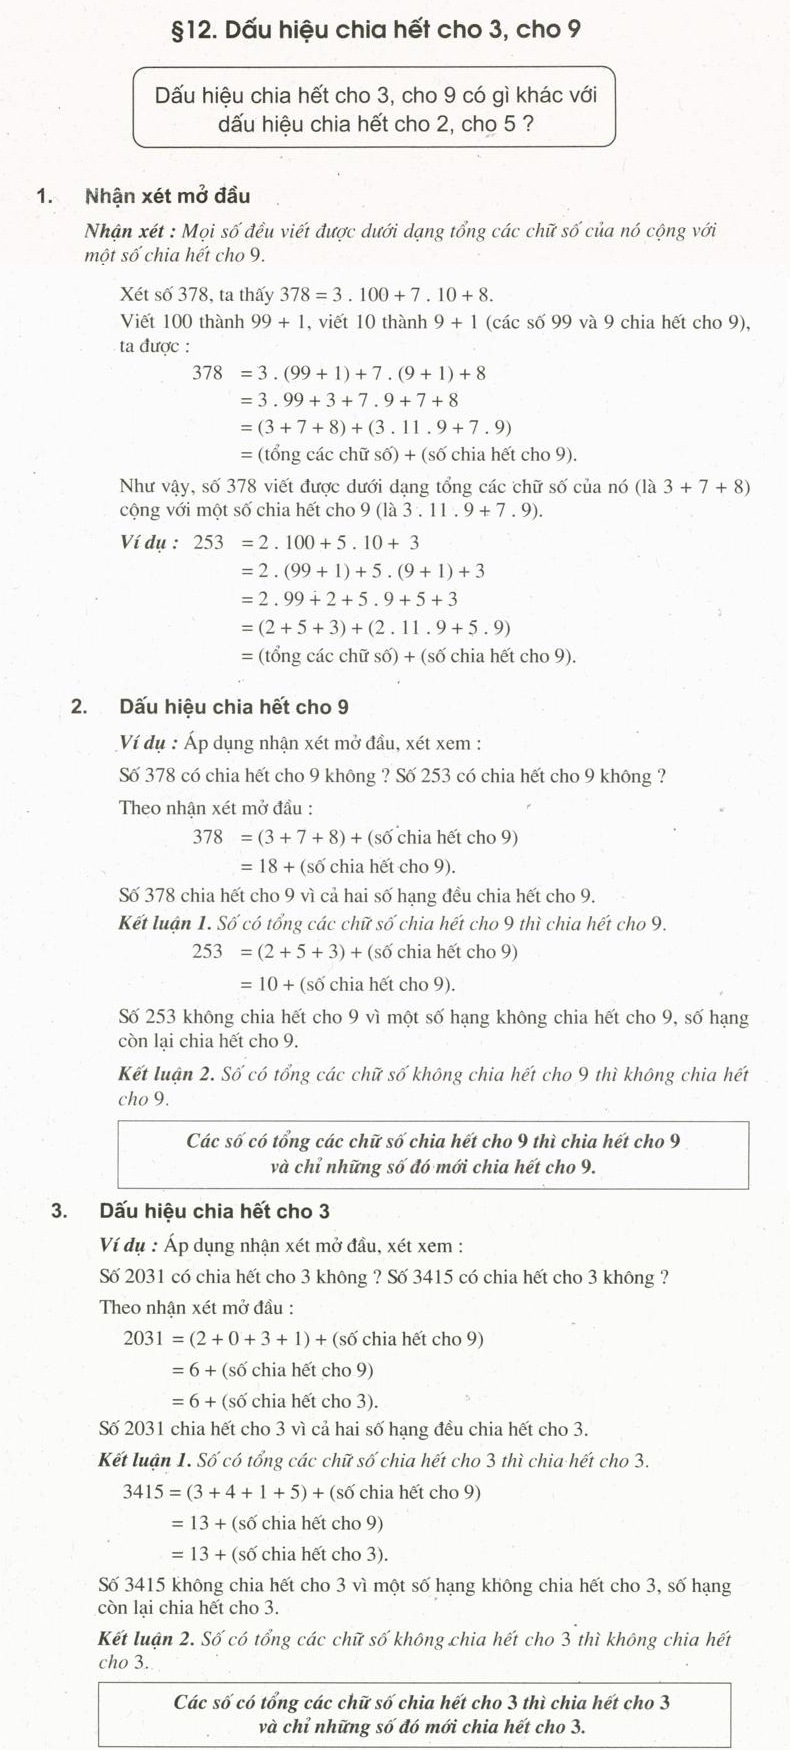 §12. Dấu hiệu chia hết cho 3, cho 9
Dấu hiệu chia hết cho 3, cho 9 có gì khác với
dấu hiệu chia hết cho 2, cho 5 ?
1. Nhận xét mở đầu
Nhận xét : Mọi số đều viết được dưới dạng tổng các chữ số của nó cộng với
một số chia hết cho 9.
Xét số 378, ta thấy 378 = 3 . 100 + 7 . 10 + 8.
Viết 100 thành 99 + 1, viết 10 thành 9 + 1 (các số 99 và 9 chia hết cho 9),
ta được :
378 = 3 . (99 + 1) + 7 . (9 + 1) + 8
= 3 . 99 + 3 + 7 . 9 + 7 + 8
= (3 + 7 + 8) + (3 . 11 . 9 + 7 . 9)
= (tổng các chữ số) + (số chia hết cho 9).
Như vậy, số 378 viết được dưới dạng tổng các chữ số của nó (là 3 + 7 + 8)
cộng với một số chia hết cho 9 (là 3 . 11 . 9 + 7 . 9).
Ví dụ : 253 = 2 . 100 + 5 . 10 + 3
= 2 . (99 + 1) + 5 . (9 + 1) + 3
= 2 . 99 + 2 + 5 . 9 + 5 + 3
= (2 + 5 + 3) + (2 . 11 . 9 + 5 . 9)
= (tổng các chữ số) + (số chia hết cho 9).
2. Dấu hiệu chia hết cho 9
Ví dụ : Áp dụng nhận xét mở đầu, xét xem :
Số 378 có chia hết cho 9 không ? Số 253 có chia hết cho 9 không ?
Theo nhận xét mở đầu :
378 = (3 + 7 + 8) + (số chia hết cho 9)
= 18 + (số chia hết cho 9).
Số 378 chia hết cho 9 vì cả hai số hạng đều chia hết cho 9.
Kết luận 1. Số có tổng các chữ số chia hết cho 9 thì chia hết cho 9.
253 = (2 + 5 + 3) + (số chia hết cho 9)
= 10 + (số chia hết cho 9).
Số 253 không chia hết cho 9 vì một số hạng không chia hết cho 9, số hạng
còn lại chia hết cho 9.
Kết luận 2. Số có tổng các chữ số không chia hết cho 9 thì không chia hết
cho 9.
Các số có tổng các chữ số chia hết cho 9 thì chia hết cho 9
và chỉ những số đó mới chia hết cho 9.
3. Dấu hiệu chia hết cho 3
Ví dụ : Áp dụng nhận xét mở đầu, xét xem :
Số 2031 có chia hết cho 3 không ? Số 3415 có chia hết cho 3 không ?
Theo nhận xét mở đầu :
2031 = (2 + 0 + 3 + 1) + (số chia hết cho 9)
= 6 + (số chia hết cho 9)
= 6 + (số chia hết cho 3).
Số 2031 chia hết cho 3 vì cả hai số hạng đều chia hết cho 3.
Kết luận 1. Số có tổng các chữ số chia hết cho 3 thì chia hết cho 3.
3415 = (3 + 4 + 1 + 5) + (số chia hết cho 9)
= 13 + (số chia hết cho 9)
= 13 + (số chia hết cho 3).
Số 3415 không chia hết cho 3 vì một số hạng không chia hết cho 3, số hạng
còn lại chia hết cho 3.
Kết luận 2. Số có tổng các chữ số không chia hết cho 3 thì không chia hết
cho 3.
Các số có tổng các chữ số chia hết cho 3 thì chia hết cho 3
và chỉ những số đó mới chia hết cho 3.